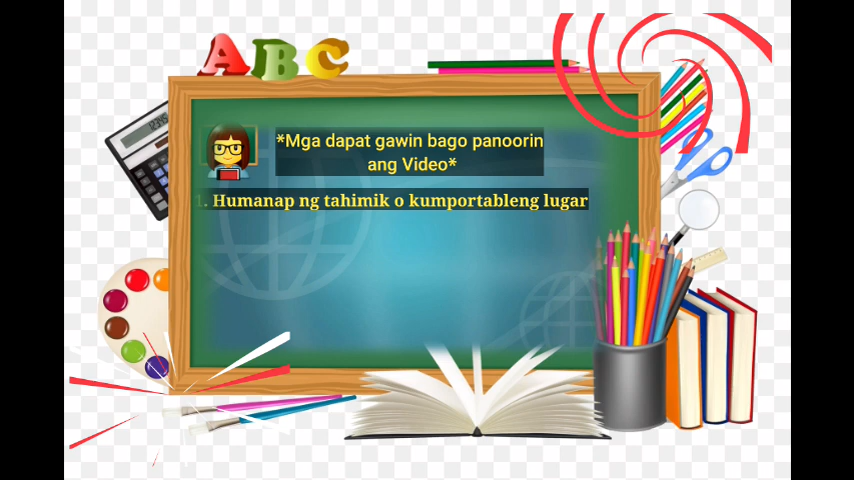 ABC
*Mga dapat gawin bago panoorin
ang Video*
1. Humanap ng tahimik o kumportableng lugar